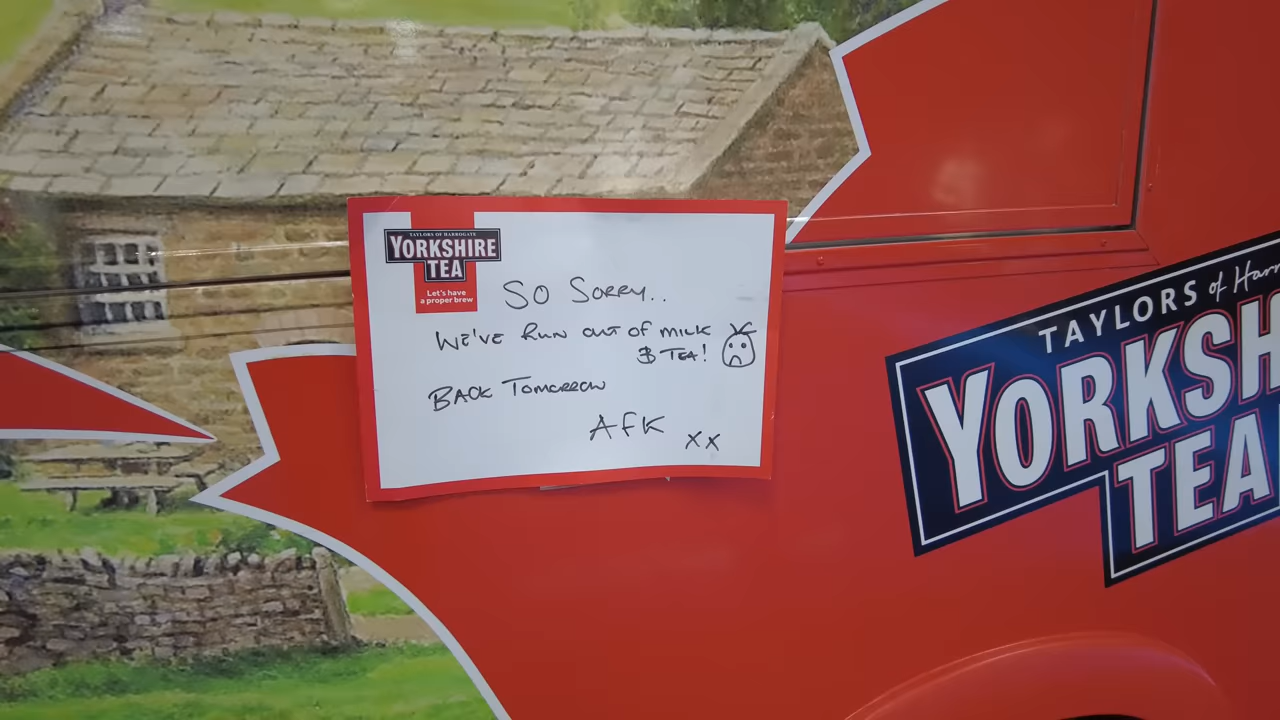 TAYLORS OF HARROGATE
YORKSHIRE
TEA
Let's have
a proper brew
SO SORRY..
WE'VE RUN OUT OF MILK
& TEA!
BACK TOMORROW
AFK
XX
TAYLORS of Harr
YORKSH
TEA